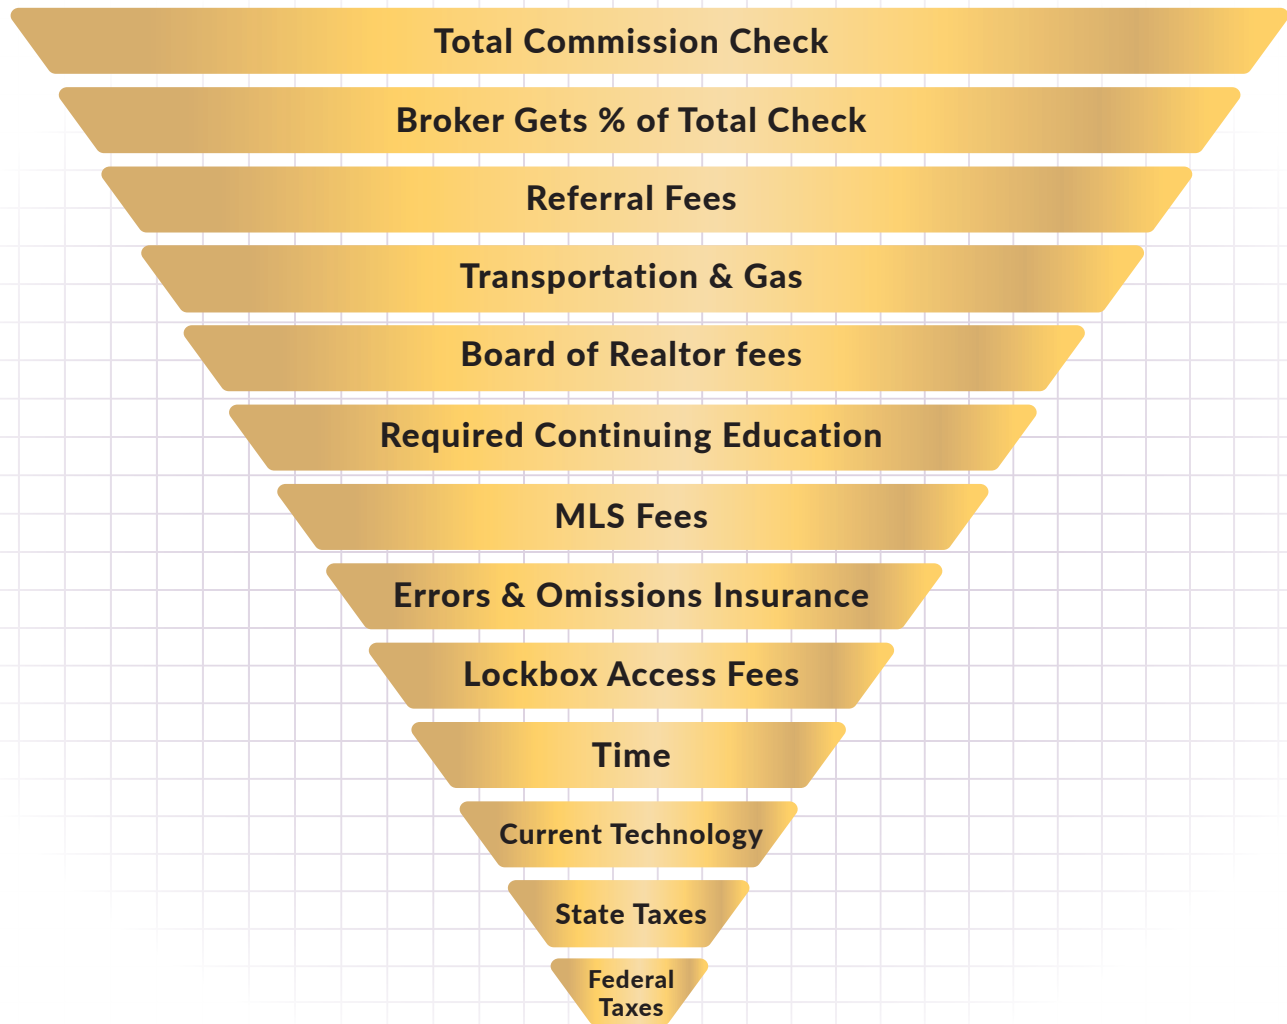 Total Commission Check
Broker Gets % of Total Check
Referral Fees
Transportation & Gas
Board of Realtor fees
Required Continuing Education
MLS Fees
Errors & Omissions Insurance
Lockbox Access Fees
Time
Current Technology
State Taxes
Federal
Taxes